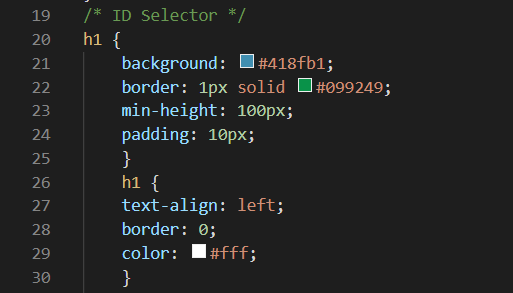 19 /* ID Selector */
20 h1 {
21 background: #418fb1;
22 border: 1px solid #099249;
23 min-height: 100px;
24 padding: 10px;
25 }
26 h1 {
27 text-align: left;
28 border: 0;
29 color: #fff;
30 }